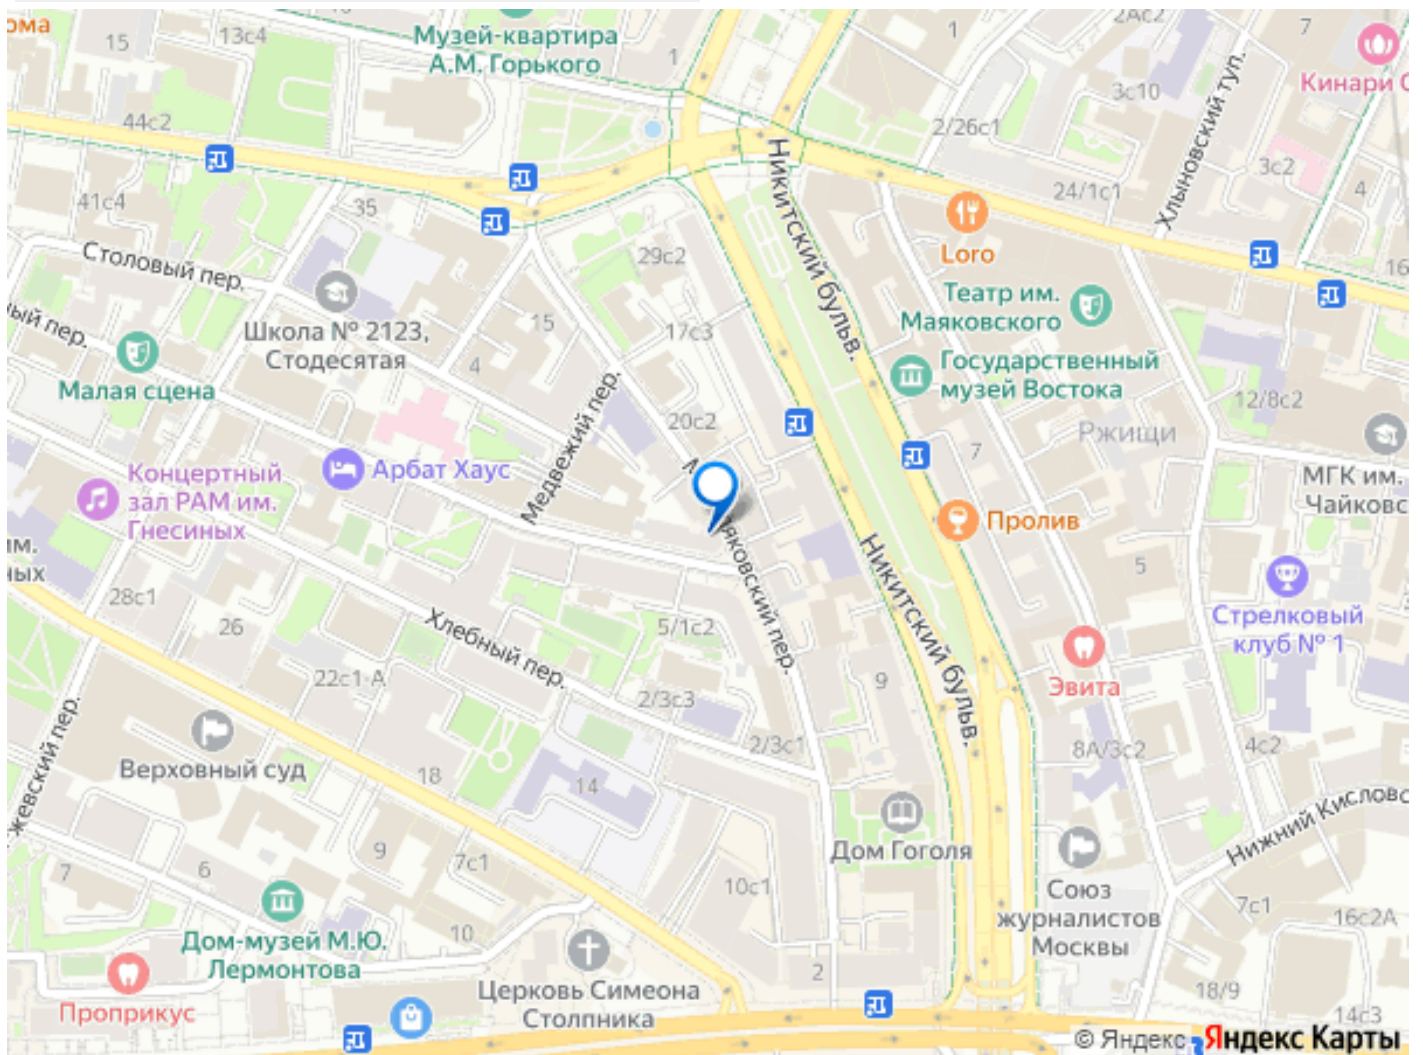 ома
15
13с4
Музей-квартира
А.М. Горького
1
1
2Ас2
7
Кинари С
44с2
3с10
2/26с1
Хлыновский туп.
3с2
4
41с4
35
24/1с1
Никитский бульв.
Loro
Столовый пер.
29с2
16
Школа № 2123,
Стодесятая
15
17с3
Театр им.
Маяковского
ный пер.
4
Государственный
музей Востока
Малая сцена
Медвежий пер.
20с2
12/8с2
7
Ржищи
Концертный
зал РАМ им.
Гнесиных
Арбат Хаус
МГК им.
Чайковс
Пролив
яковский пер.
им.
ных
28с1
26
Хлебный пер.
5/1с2
Никитский бульв.
5
Стрелковый
клуб № 1
22с1-А
2/3с3
9
Эвита
жевский пер.
Верховный суд
18
14
2/3с1
8А/3с2
4с2
Нижний Кисловс
Дом Гоголя
7
6
9
7с1
10с1
Союз
журналистов
Москвы
7с1
16с2А
Дом-музей М.Ю.
Лермонтова
10
Церковь Симеона
Столпника
2
18/9
Проприкус
14с3
© Яндекс
Яндекс Карты